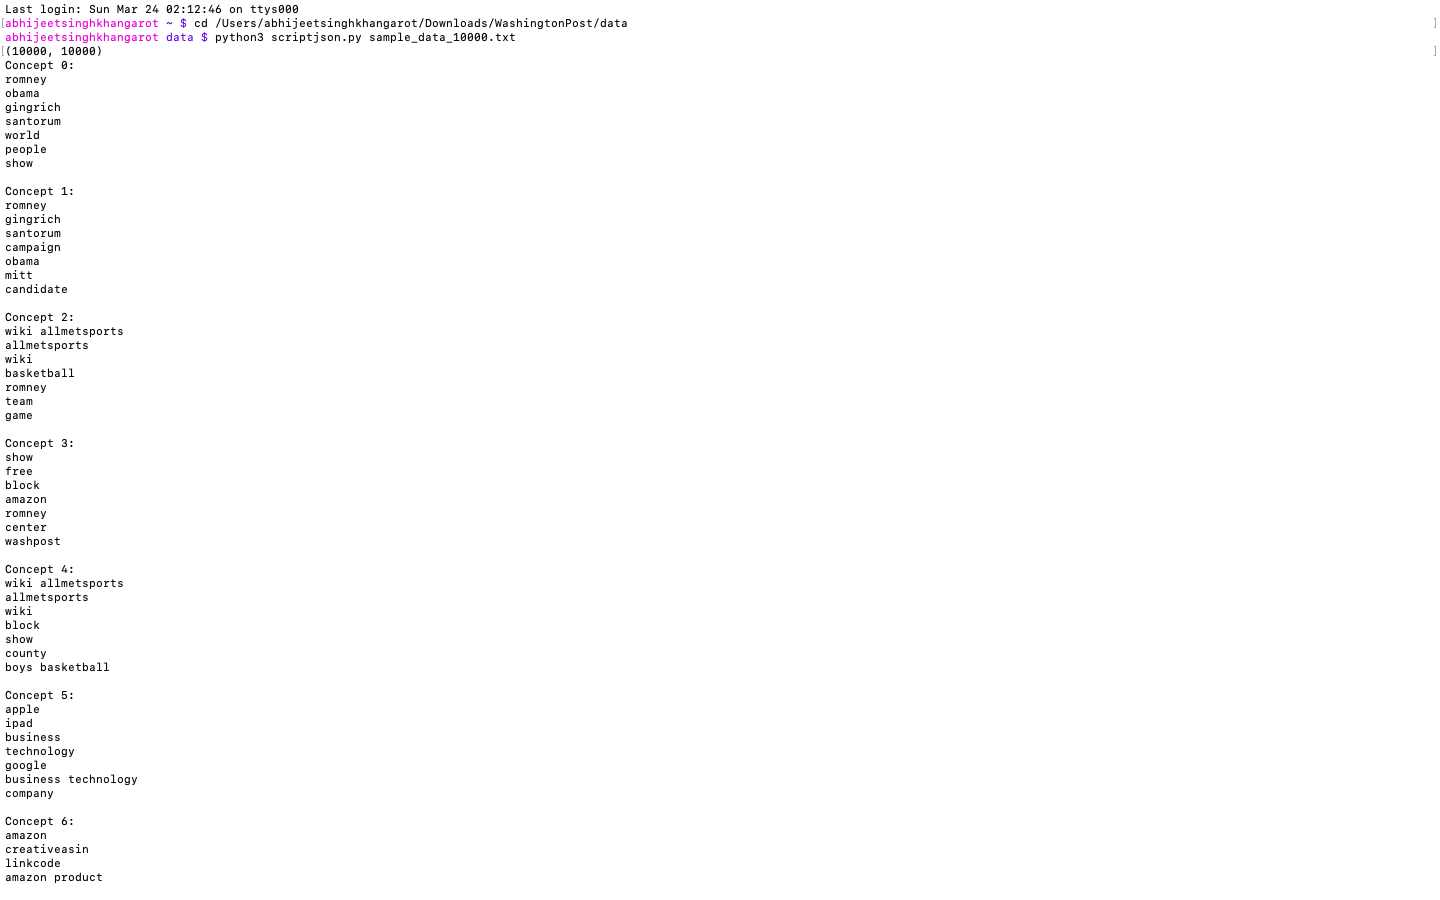 Last login: Sun Mar 24 02:12:46 on ttys000
[abhijeetsinghkhangarot ~ $ cd /Users/abhijeetsinghkhangarot/Downloads/WashingtonPost/data ]
abhijeetsinghkhangarot data $ python3 scriptjson.py sample_data_10000.txt
[(10000, 10000) ]
Concept 0:
romney
obama
gingrich
santorum
world
people
show

Concept 1:
romney
gingrich
santorum
campaign
obama
mitt
candidate

Concept 2:
wiki allmetsports
allmetsports
wiki
basketball
romney
team
game

Concept 3:
show
free
block
amazon
romney
center
washpost

Concept 4:
wiki allmetsports
allmetsports
wiki
block
show
county
boys basketball

Concept 5:
apple
ipad
business
technology
google
business technology
company

Concept 6:
amazon
creativeasin
linkcode
amazon product